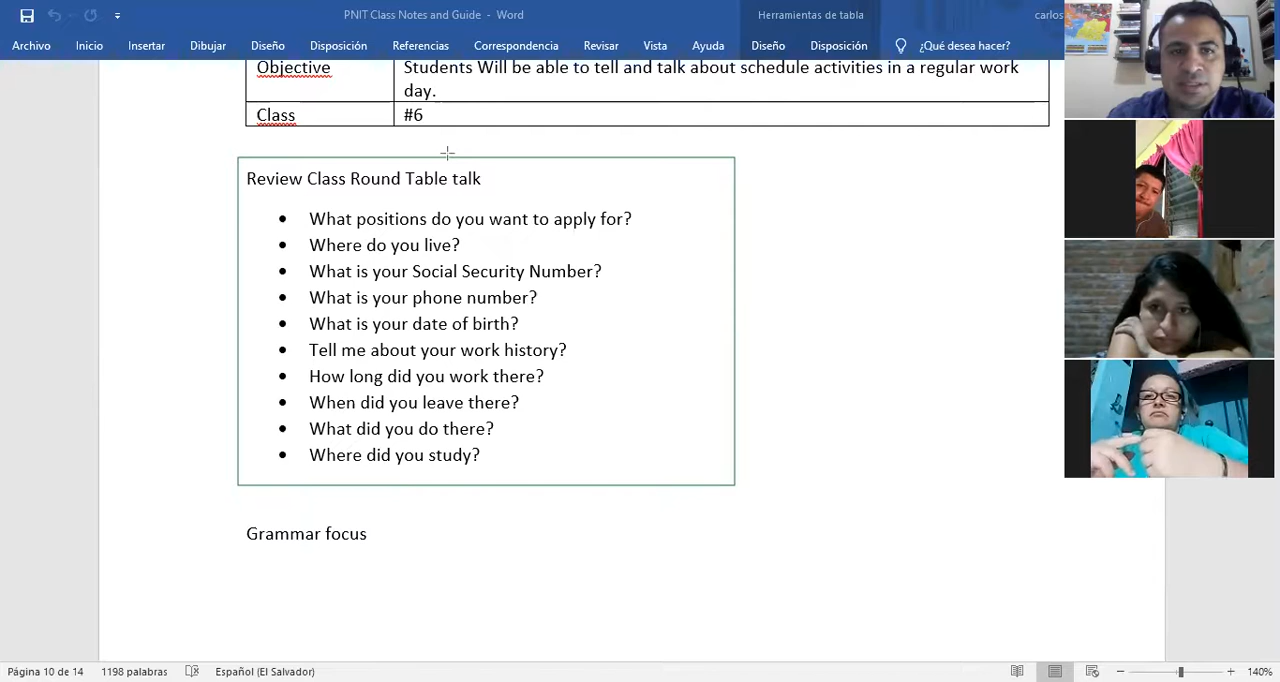 PNIT Class Notes and Guide - Word
Herramientas de tabla
carlos
Archivo Inicio Insertar Dibujar Diseño Disposición Referencias Correspondencia Revisar Vista Ayuda Diseño Disposición ¿Qué desea hacer?
Objective Students Will be able to tell and talk about schedule activities in a regular work
day.
Class #6
Review Class Round Table talk
• What positions do you want to apply for?
• Where do you live?
• What is your Social Security Number?
• What is your phone number?
• What is your date of birth?
• Tell me about your work history?
• How long did you work there?
• When did you leave there?
• What did you do there?
• Where did you study?
Grammar focus
Página 10 de 14 1198 palabras Español (El Salvador) 140%